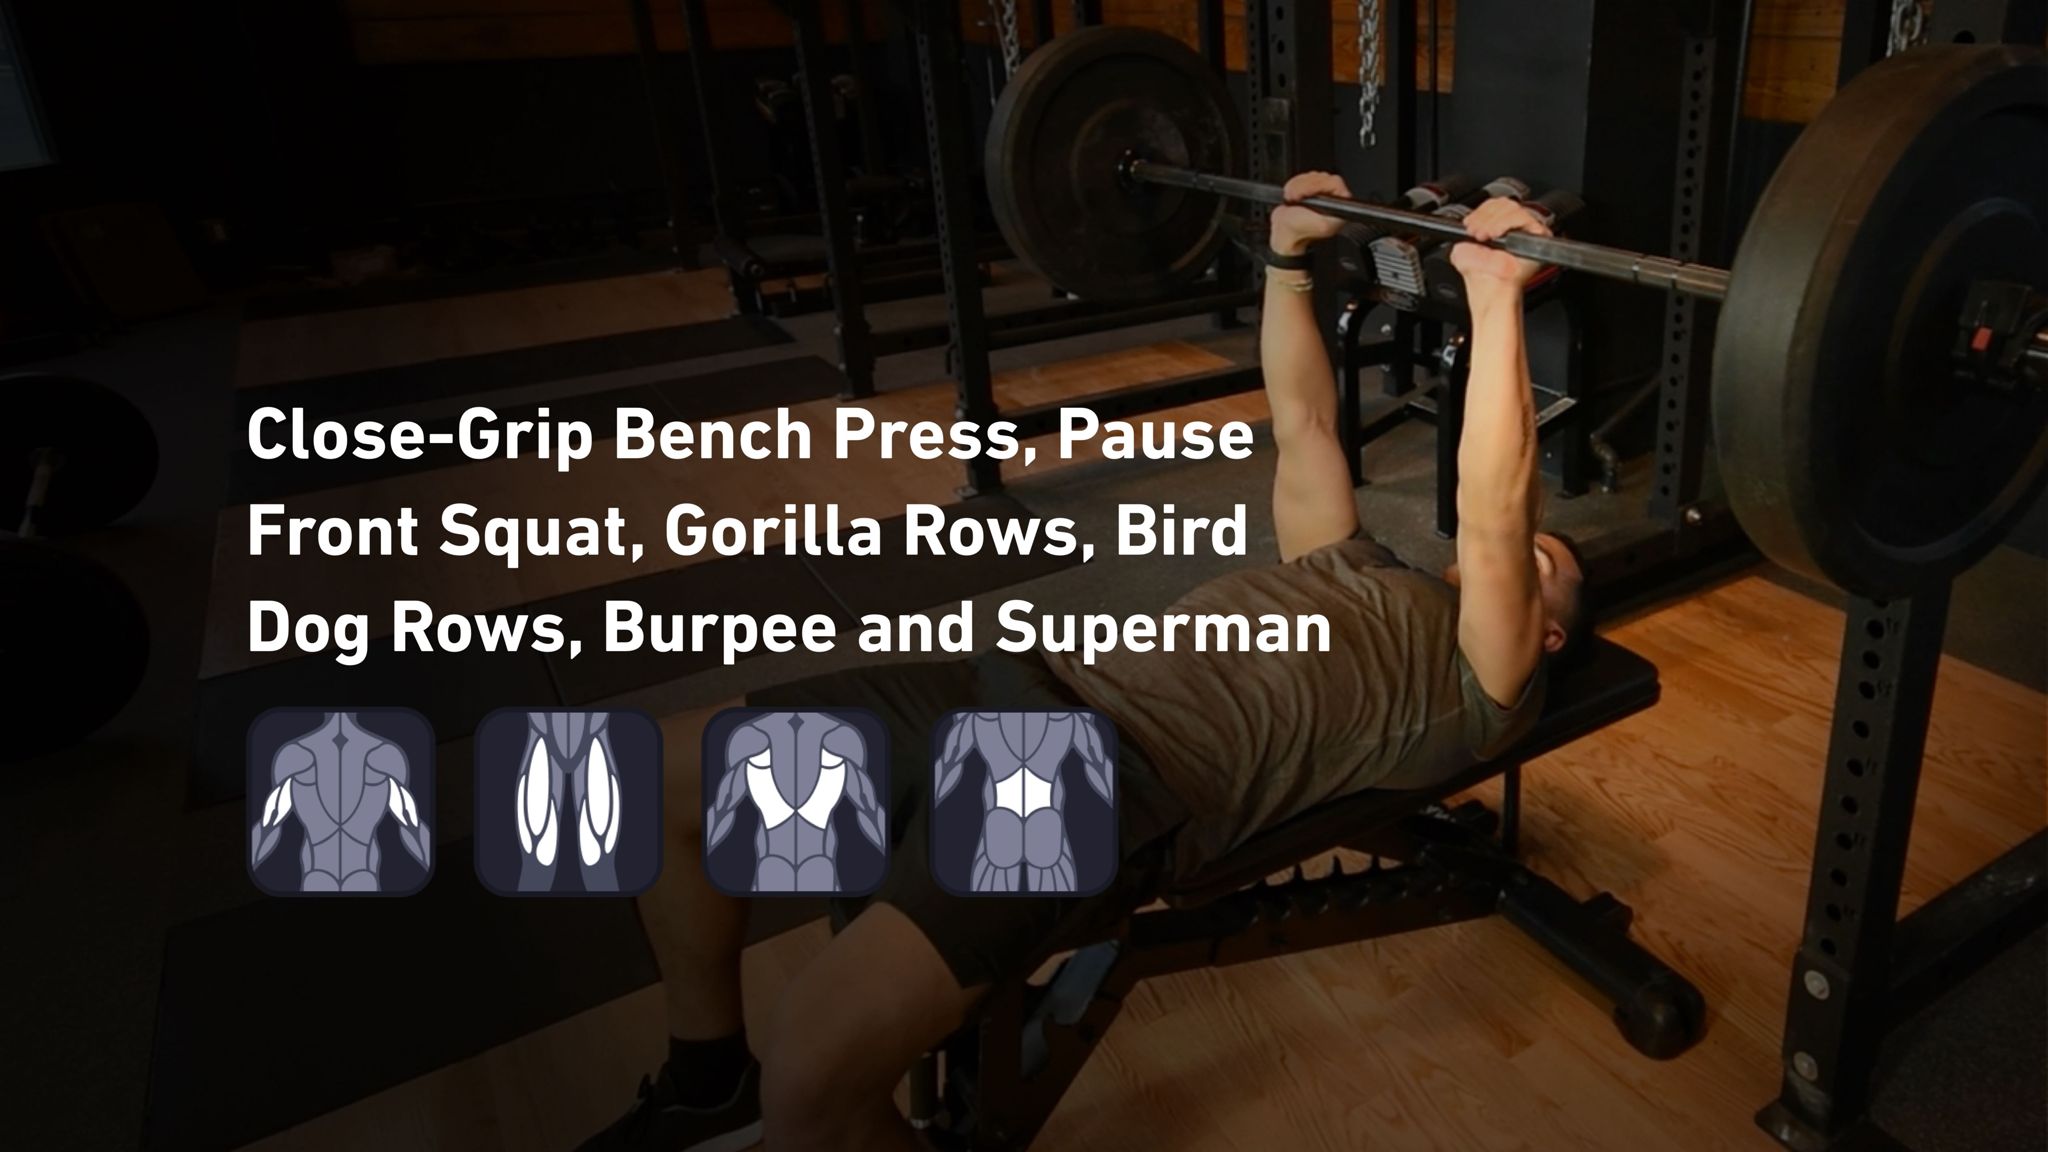 Close-Grip Bench Press, Pause
Front Squat, Gorilla Rows, Bird
Dog Rows, Burpee and Superman